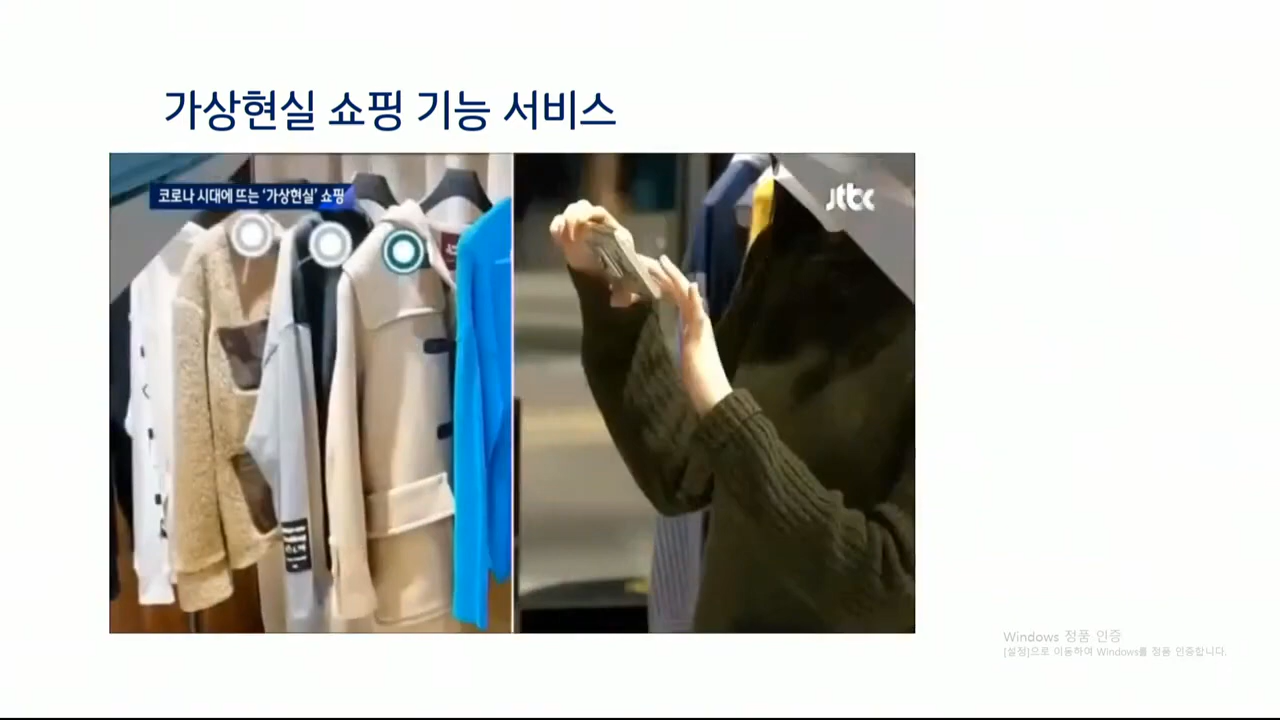 가상현실 쇼핑 기능 서비스
코로나 시대에 뜨는 '가상현실' 쇼핑
jtbc
Windows 정품 인증
[설정]으로 이동하여 Windows를 정품 인증합니다.